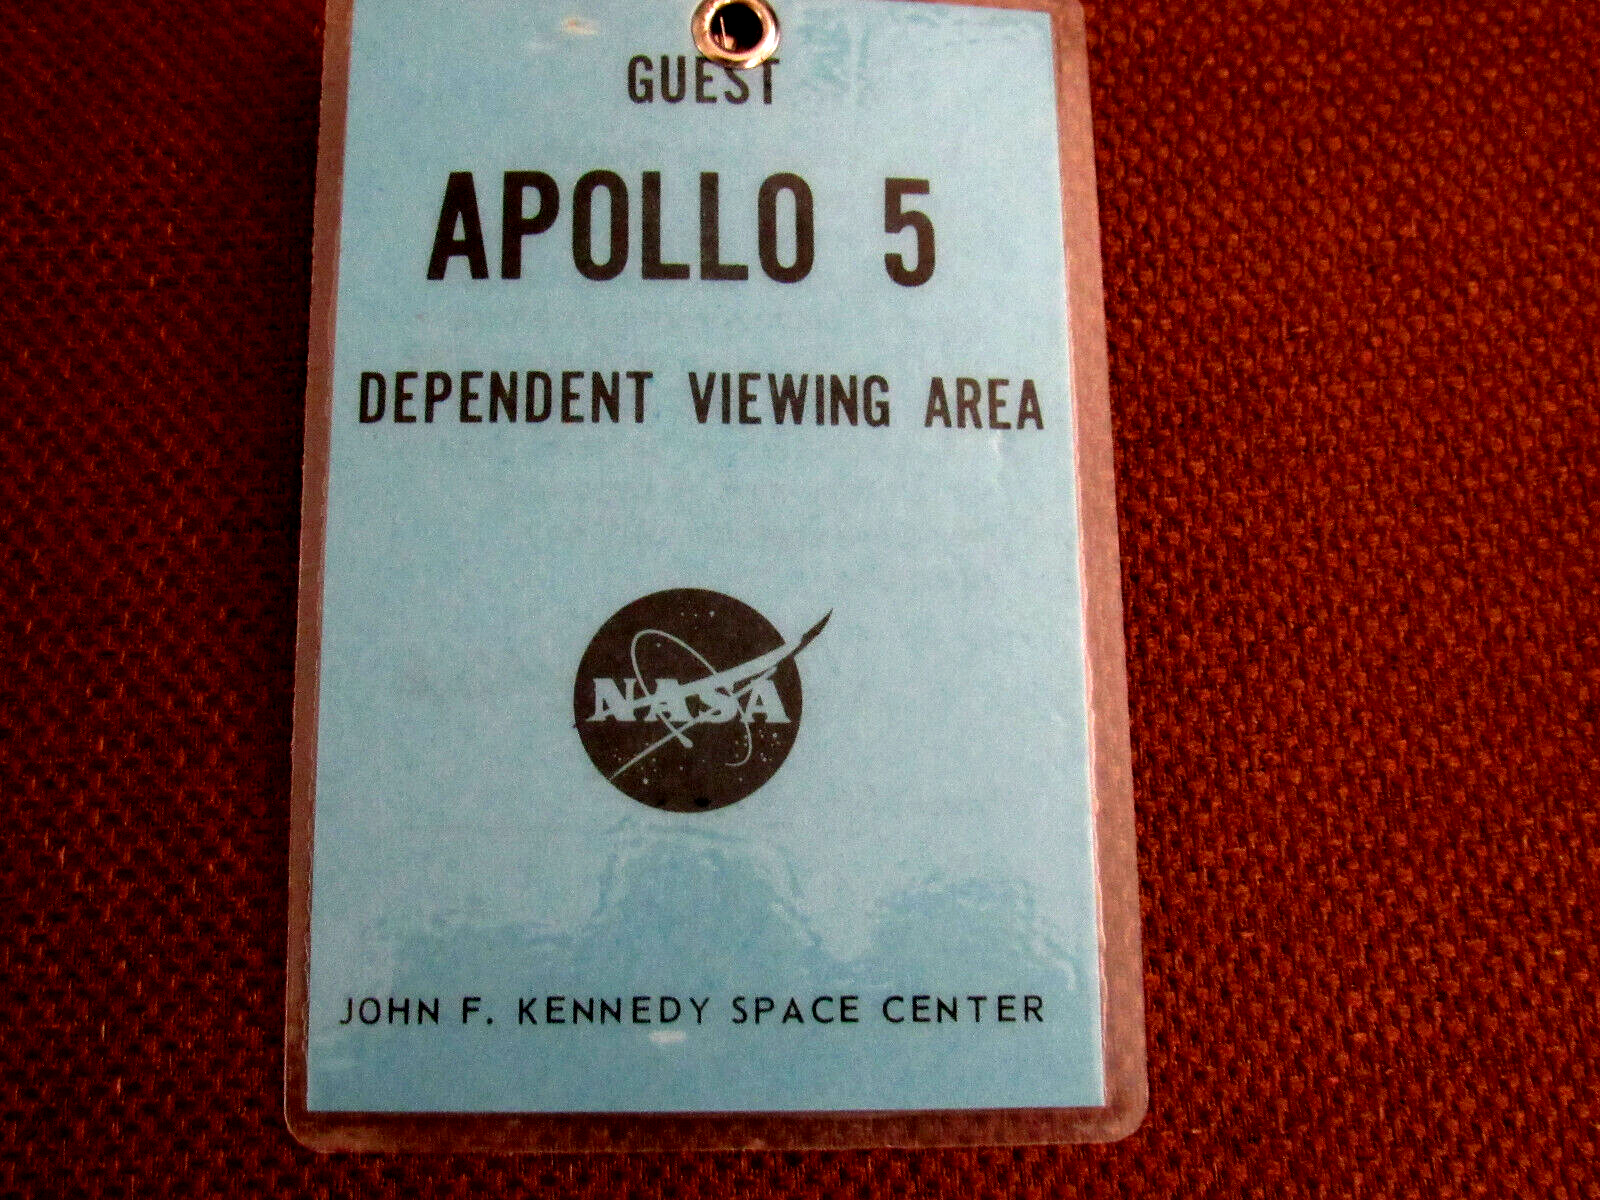 GUEST
APOLLO 5
DEPENDENT VIEWING AREA
NASA
JOHN F. KENNEDY SPACE CENTER